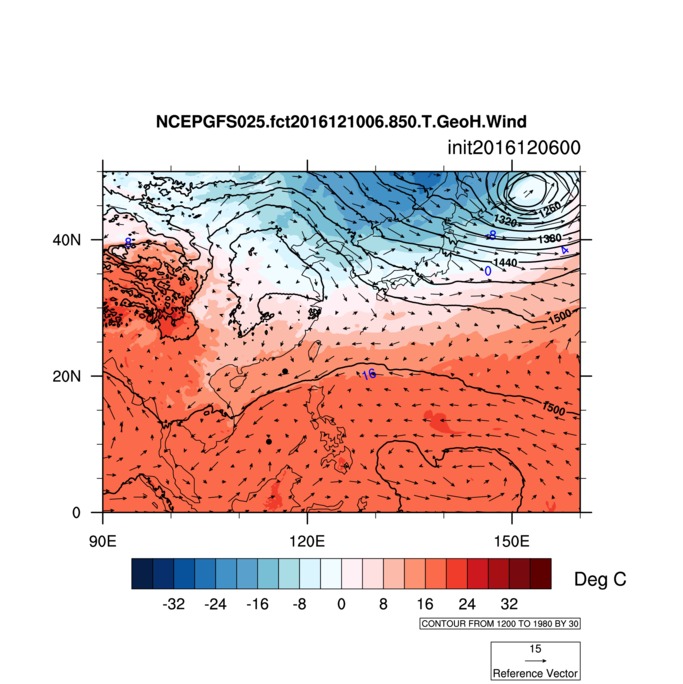 NCEPGFS025.fct2016121006.850.T.GeoH.Wind
init2016120600
1260
1320
-8
1380
40N
-8
4
1440
0
1500
20N
16
1500
0
90E 120E 150E
-32 -24 -16 -8 0 8 16 24 32
Deg C
CONTOUR FROM 1200 TO 1980 BY 30
15
Reference Vector